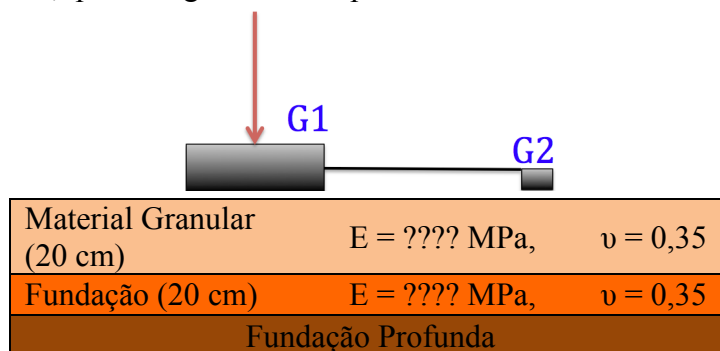 G1
G2
Material Granular
(20 cm)
E = ???? MPa,
υ = 0,35
Fundação (20 cm)
E = ???? MPa,
υ = 0,35
Fundação Profunda